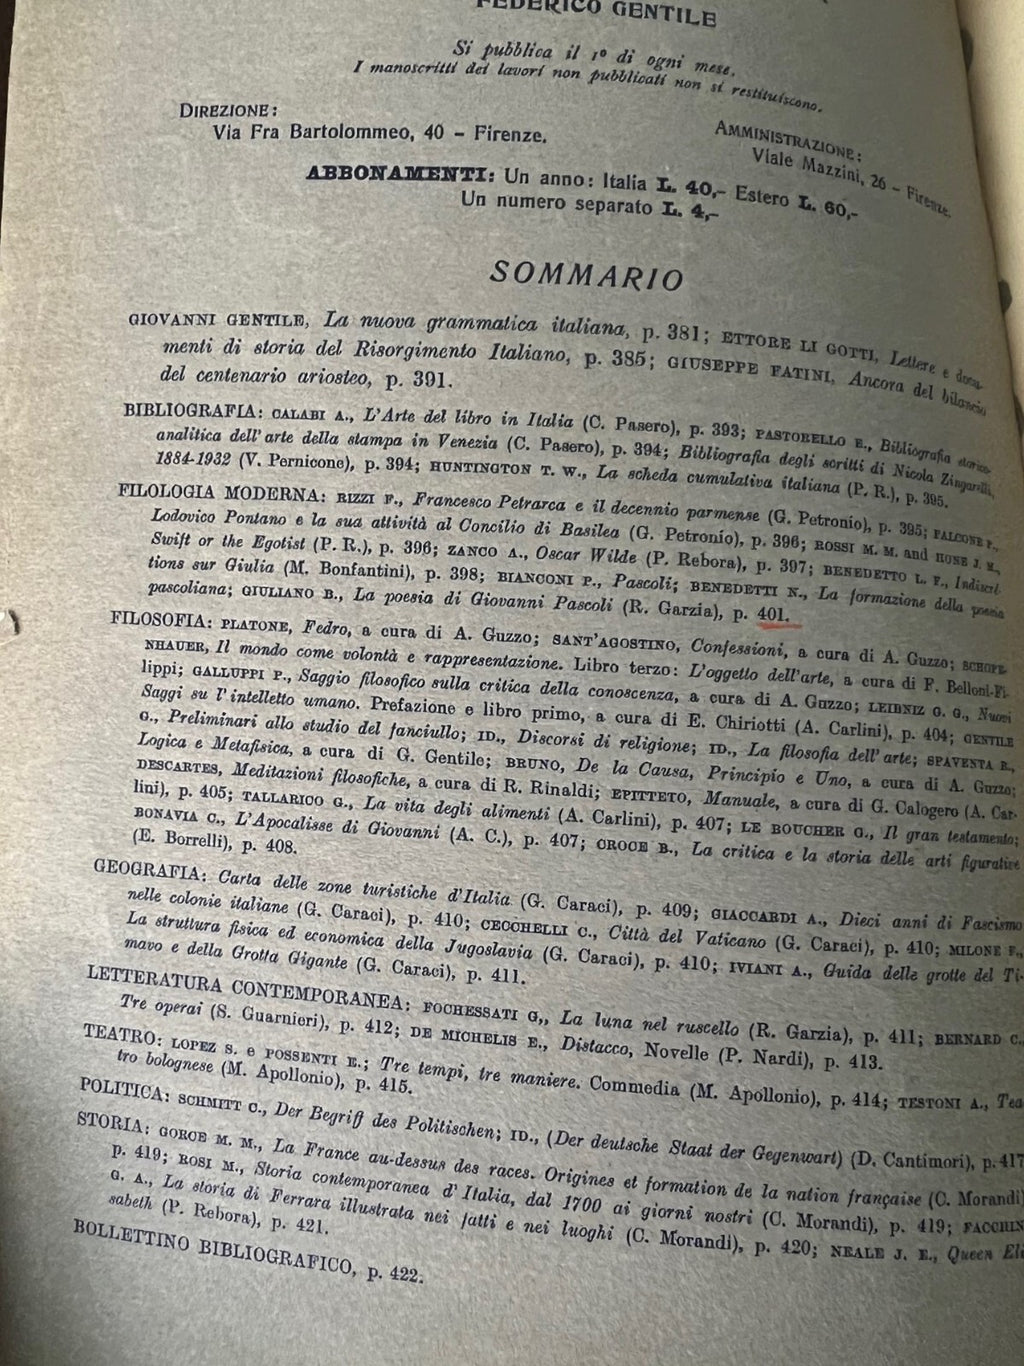 FEDERICO GENTILE
Si pubblica il 1° di ogni mese.
I manoscritti dei lavori non pubblicati non si restituiscono.
DIREZIONE:
Via Fra Bartolommeo, 40 – Firenze.
AMMINISTRAZIONE:
Viale Mazzini, 26 – Firenze.
ABBONAMENTI: Un anno: Italia L. 40,– Estero L. 60,–
Un numero separato L. 4,–
SOMMARIO
GIOVANNI GENTILE, La nuova grammatica italiana, p. 381; ETTORE LI GOTTI, Lettere e docu-
menti di storia del Risorgimento Italiano, p. 385; GIUSEPPE FATINI, Ancora del bilancio
del centenario ariosteo, p. 391.
BIBLIOGRAFIA: CALABI A., L'Arte del libro in Italia (C. Pasero), p. 393; PASTORELLO E., Bibliografia storico-
analitica dell'arte della stampa in Venezia (C. Pasero), p. 394; Bibliografia degli scritti di Nicola Zingarelli,
1884-1932 (V. Pernicone), p. 394; HUNTINGTON T. W., La scheda cumulativa italiana (P. R.), p. 395.
FILOLOGIA MODERNA: RIZZI F., Francesco Petrarca e il decennio parmense (G. Petronio), p. 395; FALCONE P.,
Lodovico Pontano e la sua attività al Concilio di Basilea (G. Petronio), p. 396; ROSSI M. M. and HONE J. M.,
Swift or the Egotist (P. R.), p. 396; ZANCO A., Oscar Wilde (P. Rebora), p. 397; BENEDETTO L. F., Indiscré-
tions sur Giulia (M. Bonfantini), p. 398; BIANCONI P., Pascoli; BENEDETTI N., La formazione della poesia
pascoliana; GIULIANO B., La poesia di Giovanni Pascoli (R. Garzia), p. 401.
FILOSOFIA: PLATONE, Fedro, a cura di A. Guzzo; SANT'AGOSTINO, Confessioni, a cura di A. Guzzo; SCHOPE-
NHAUER, Il mondo come volontà e rappresentazione. Libro terzo: L'oggetto dell'arte, a cura di F. Belloni-Fi-
lippi; GALLUPPI P., Saggio filosofico sulla critica della conoscenza, a cura di A. Guzzo; LEIBNIZ G. G., Nuovi
Saggi su l'intelletto umano. Prefazione e libro primo, a cura di E. Chiriotti (A. Carlini), p. 404; GENTILE
G., Preliminari allo studio del fanciullo; ID., Discorsi di religione; ID., La filosofia dell'arte; SPAVENTA B.,
Logica e Metafisica, a cura di G. Gentile; BRUNO, De la Causa, Principio e Uno, a cura di A. Guzzo;
DESCARTES, Meditazioni filosofiche, a cura di R. Rinaldi; EPITTETO, Manuale, a cura di G. Calogero (A. Car-
lini), p. 405; TALLARICO G., La vita degli alimenti (A. Carlini), p. 407; LE BOUCHER G., Il gran testamento;
BONAVIA C., L'Apocalisse di Giovanni (A. C.), p. 407; CROCE B., La critica e la storia delle arti figurative
(E. Borrelli), p. 408.
GEOGRAFIA: Carta delle zone turistiche d'Italia (G. Caraci), p. 409; GIACCARDI A., Dieci anni di Fascismo
nelle colonie italiane (G. Caraci), p. 410; CECCHELLI C., Città del Vaticano (G. Caraci), p. 410; MILONE F.,
La struttura fisica ed economica della Jugoslavia (G. Caraci), p. 410; IVIANI A., Guida delle grotte del Ti-
mavo e della Grotta Gigante (G. Caraci), p. 411.
LETTERATURA CONTEMPORANEA: FOCHESSATI G,, La luna nel ruscello (R. Garzia), p. 411; BERNARD C.,
Tre operai (S. Guarnieri), p. 412; DE MICHELIS E., Distacco, Novelle (P. Nardi), p. 413.
TEATRO: LOPEZ S. e POSSENTI E.; Tre tempi, tre maniere. Commedia (M. Apollonio), p. 414; TESTONI A., Tea-
tro bolognese (M. Apollonio), p. 415.
POLITICA: SCHMITT C., Der Begriff des Politischen; ID., (Der deutsche Staat der Gegenwart) (D. Cantimori), p. 417
STORIA: GORCE M. M., La France au-dessus des races. Origines et formation de la nation française (C. Morandi)
p. 419; ROSI M., Storia contemporanea d'Italia, dal 1700 ai giorni nostri (C. Morandi), p. 419; FACCHIN
G. A., La storia di Ferrara illustrata nei fatti e nei luoghi (C. Morandi), p. 420; NEALE J. E., Queen Eli
sabeth (P. Rebora), p. 421.
BOLLETTINO BIBLIOGRAFICO, p. 422.